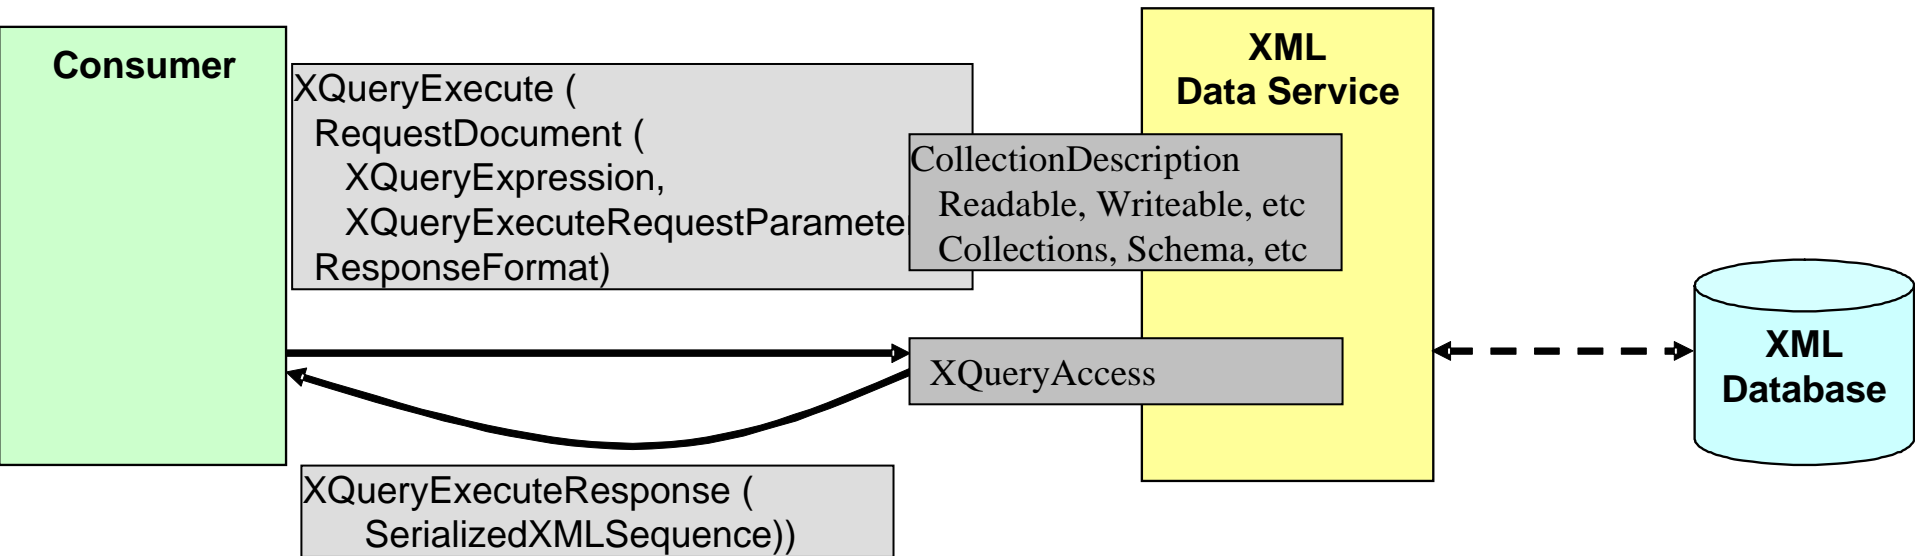 Consumer
XQueryExecute (
RequestDocument (
XQueryExpression,
XQueryExecuteRequestParamete
ResponseFormat)
XML
Data Service
CollectionDescription
Readable, Writeable, etc
Collections, Schema, etc
XQueryAccess
XML
Database
XQueryExecuteResponse (
SerializedXMLSequence))